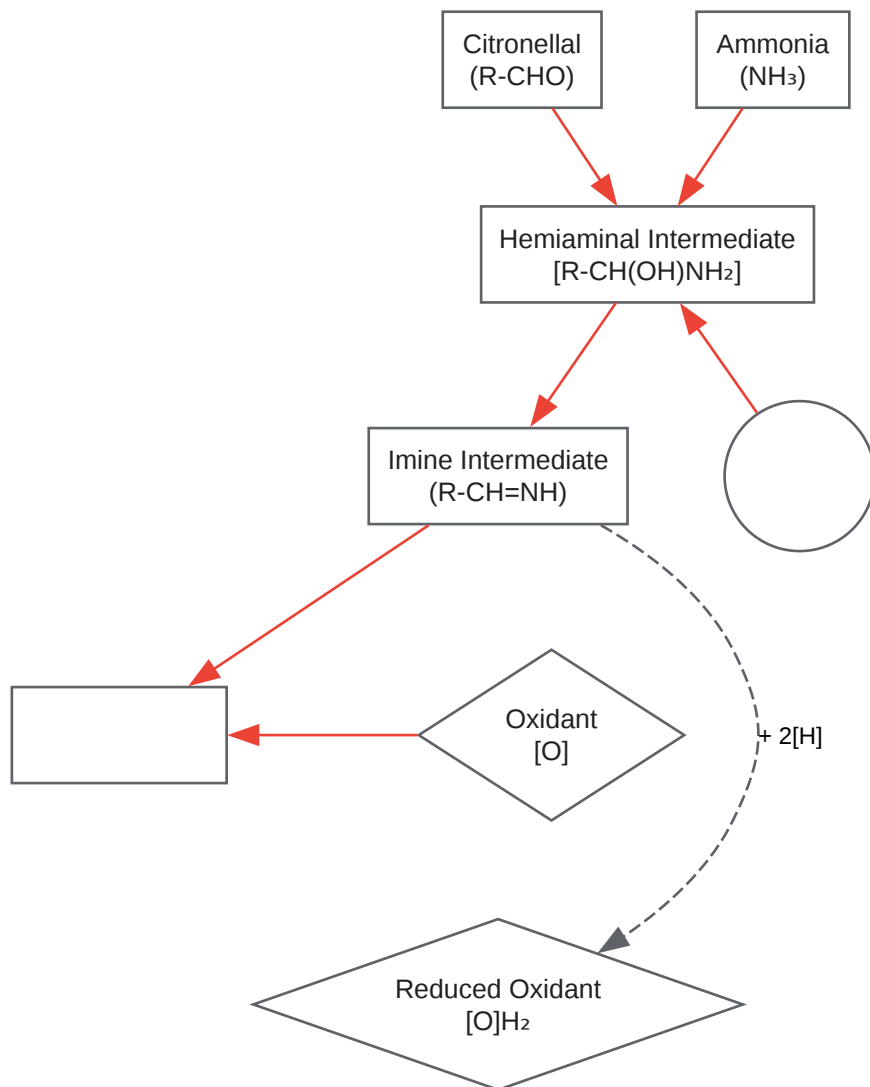 Citronellal
(R-CHO)
Ammonia
(NH₃)
Hemiaminal Intermediate
[R-CH(OH)NH₂]
Imine Intermediate
(R-CH=NH)
Oxidant
[O]
+ 2[H]
Reduced Oxidant
[O]H₂